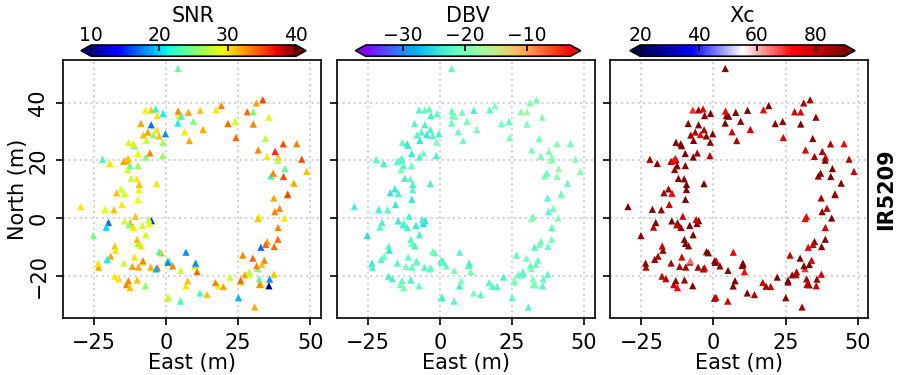 SNR DBV Xc
10 20 30 40 −30 −20 −10 20 40 60 80
North (m)
40
20
0
−20
−25 0 25 50 −25 0 25 50 −25 0 25 50
East (m) East (m) East (m)
IR5209